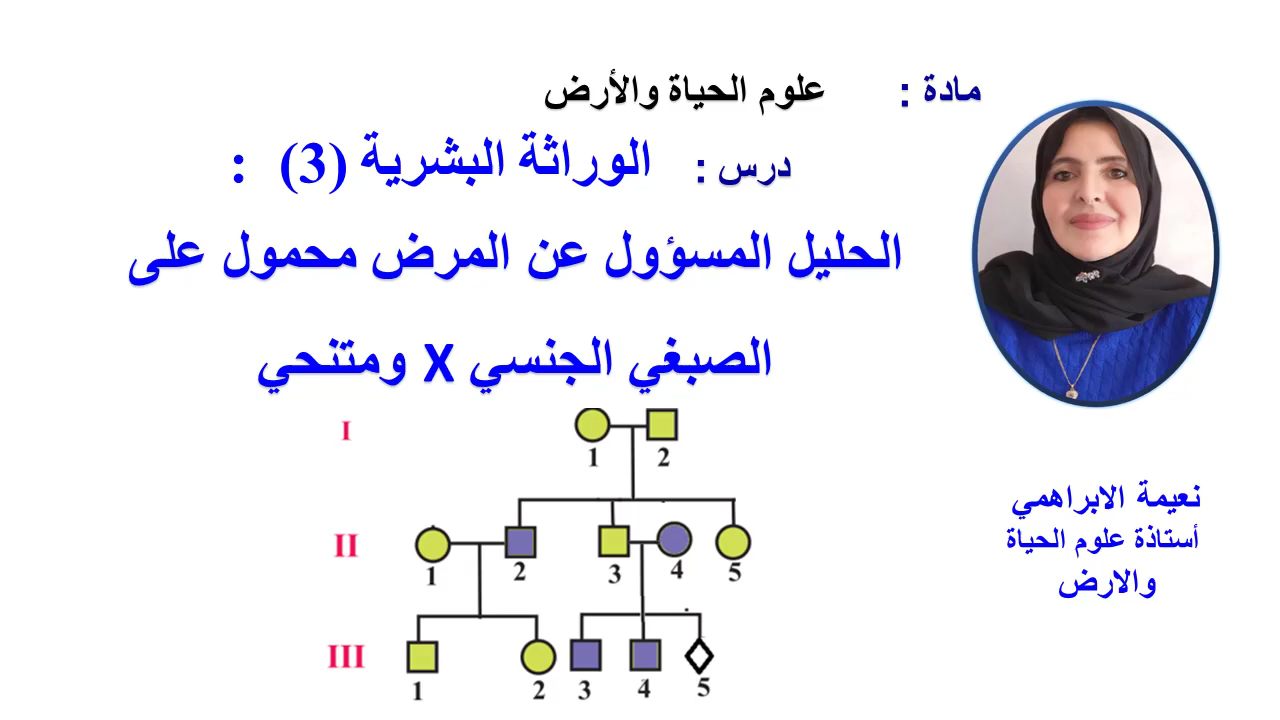 مادة : علوم الحياة والأرض
درس : الوراثة البشرية (3) :
الحليل المسؤول عن المرض محمول على
الصبغي الجنسي X ومتنحي
نعيمة الابراهمي
أستاذة علوم الحياة
والارض
I
1 2
II
1 2 3 4 5
III
1 2 3 4 5